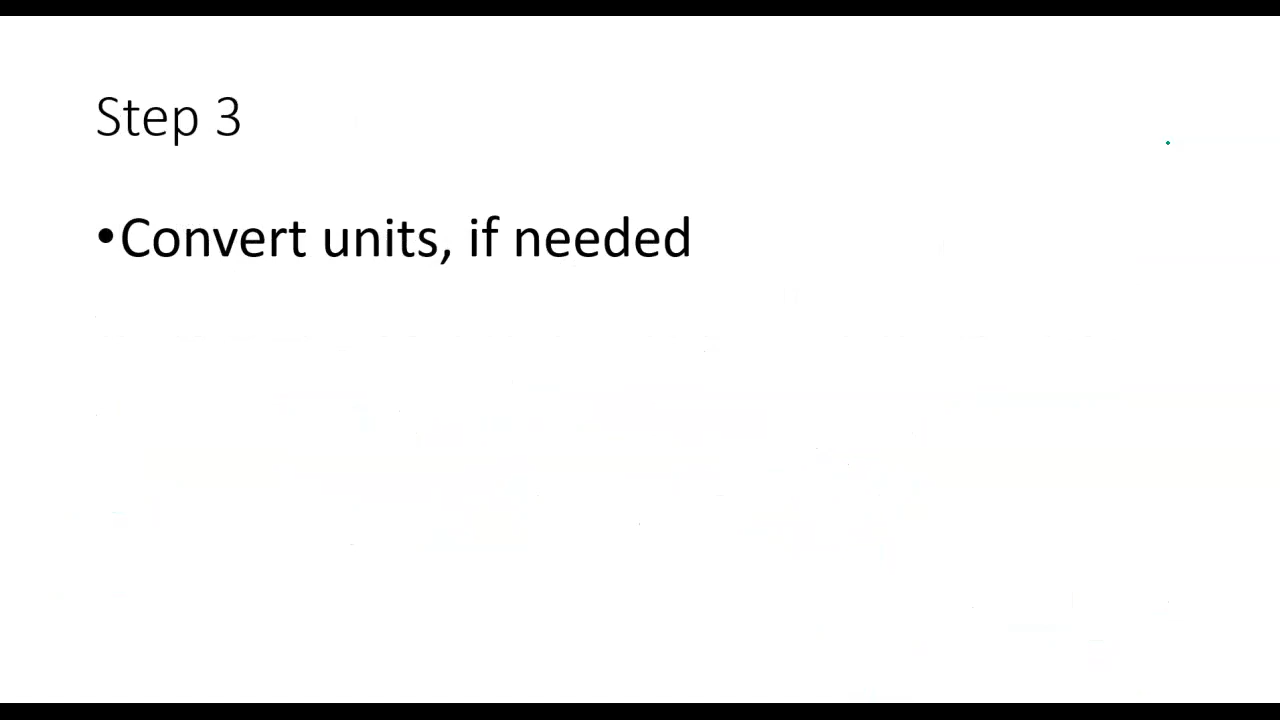 Step 3
•Convert units, if needed